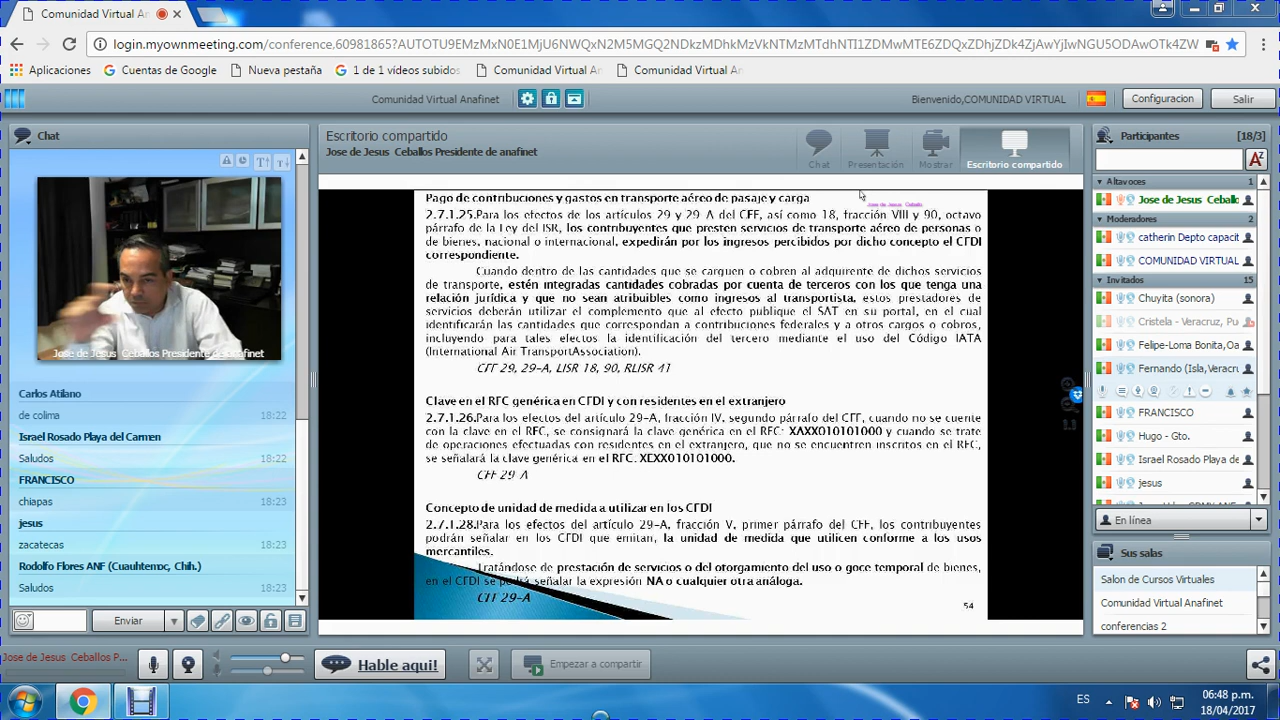 Comunidad Virtual An
login.myownmeeting.com/conference.60981865?AUTOTU9EMzMxN0E1MjU6NWQxN2M5MGQ2NDkzMDhkMzVkNTMzMTdhNTI1ZDMwMTE6ZDQxZDhjZDk4ZjAwYjIwNGU5ODAwOTk4ZW
Aplicaciones
Cuentas de Google
Nueva pestaña
1 de 1 vídeos subidos
Comunidad Virtual An
Comunidad Virtual An
Comunidad Virtual Anafinet
Bienvenido,COMUNIDAD VIRTUAL
Configuracion
Salir
Chat
Jose de Jesus Ceballos Presidente de anafinet
Carlos Atilano
de colima 18:22
Israel Rosado Playa del Carmen
Saludos 18:22
FRANCISCO
chiapas 18:23
jesus
zacatecas 18:23
Rodolfo Flores ANF (Cuauhtemoc, Chih.)
Saludos 18:23
Enviar
Escritorio compartido
Jose de Jesus Ceballos Presidente de anafinet
Chat
Presentación
Mostrar
Escritorio compartido
Jose de Jesus Ceballo
Pago de contribuciones y gastos en transporte aéreo de pasaje y carga
2.7.1.25.Para los efectos de los artículos 29 y 29-A del CFF, así como 18, fracción VIII y 90, octavo
párrafo de la Ley del ISR, los contribuyentes que presten servicios de transporte aéreo de personas o
de bienes, nacional o internacional, expedirán por los ingresos percibidos por dicho concepto el CFDI
correspondiente.
Cuando dentro de las cantidades que se carguen o cobren al adquirente de dichos servicios
de transporte, estén integradas cantidades cobradas por cuenta de terceros con los que tenga una
relación jurídica y que no sean atribuibles como ingresos al transportista, estos prestadores de
servicios deberán utilizar el complemento que al efecto publique el SAT en su portal, en el cual
identificarán las cantidades que correspondan a contribuciones federales y a otros cargos o cobros,
incluyendo para tales efectos la identificación del tercero mediante el uso del Código IATA
(International Air TransportAssociation).
CFF 29, 29-A, LISR 18, 90, RLISR 41
Clave en el RFC genérica en CFDI y con residentes en el extranjero
2.7.1.26.Para los efectos del artículo 29-A, fracción IV, segundo párrafo del CFF, cuando no se cuente
con la clave en el RFC, se consignará la clave genérica en el RFC: XAXX010101000 y cuando se trate
de operaciones efectuadas con residentes en el extranjero, que no se encuentren inscritos en el RFC,
se señalará la clave genérica en el RFC: XEXX010101000.
CFF 29-A
Concepto de unidad de medida a utilizar en los CFDI
2.7.1.28.Para los efectos del artículo 29-A, fracción V, primer párrafo del CFF, los contribuyentes
podrán señalar en los CFDI que emitan, la unidad de medida que utilicen conforme a los usos
mercantiles.
Tratándose de prestación de servicios o del otorgamiento del uso o goce temporal de bienes,
en el CFDI se podrá señalar la expresión NA o cualquier otra análoga.
CFF 29-A
54
Participantes [18/3]
Altavoces 1
Jose de Jesus Ceballo
Moderadores 2
catherin Depto capacit
COMUNIDAD VIRTUAL
Invitados 15
Chuyita (sonora)
Cristela - Veracruz, Pu
Felipe-Loma Bonita,Oa
Fernando (Isla,Verac
FRANCISCO
Hugo - Gto.
Israel Rosado Playa de
jesus
En línea
Sus salas
Salon de Cursos Virtuales
Comunidad Virtual Anafinet
conferencias 2
Jose de Jesus Ceballos P...
Hable aqui!
Empezar a compartir
ES
06:48 p.m.
18/04/2017